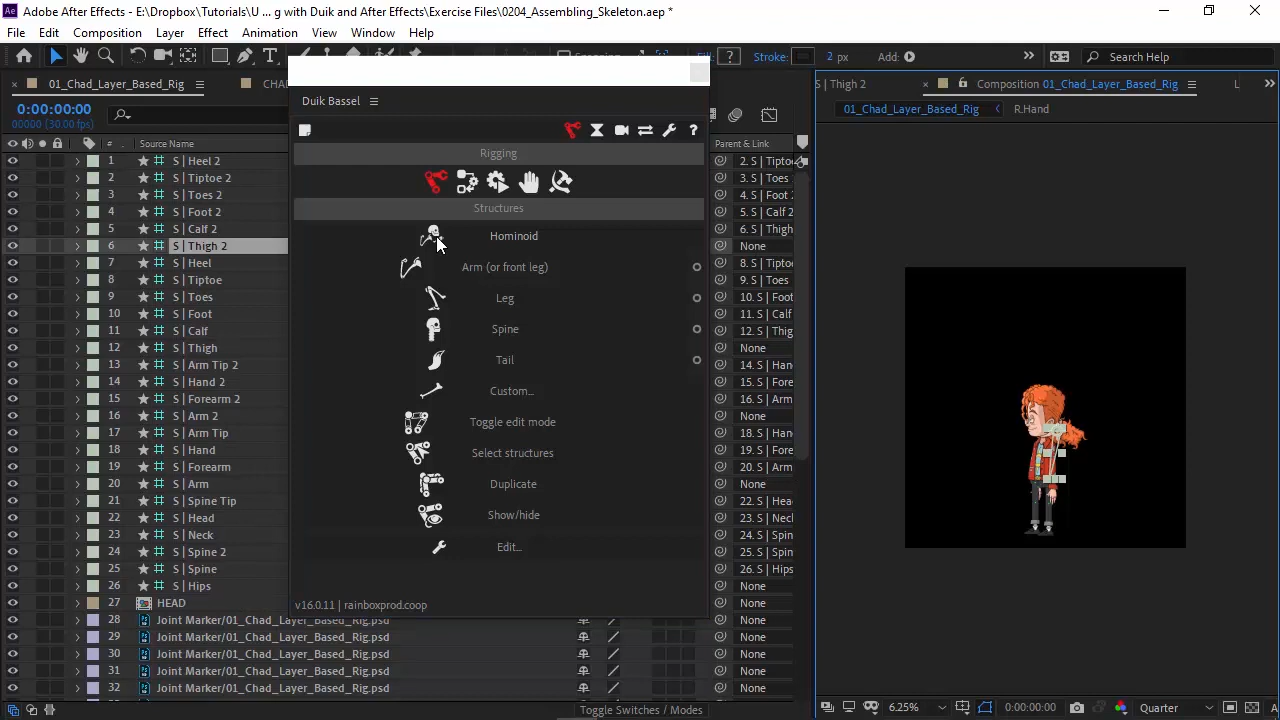 Adobe After Effects - E:\Dropbox\Tutorials\U ... g with Duik and After Effects\Exercise Files\0204_Assembling_Skeleton.aep *
File Edit Composition Layer Effect Animation View Window Help
Stroke: 2 px Add: Search Help
01_Chad_Layer_Based_Rig
0:00:00:00
00000 (30.00 fps)
# Source Name
Parent & Link
1 S | Heel 2
2. S | Tiptoe
2 S | Tiptoe 2
3. S | Toes
3 S | Toes 2
4. S | Foot
4 S | Foot 2
5. S | Calf 2
5 S | Calf 2
6. S | Thigh
6 S | Thigh 2
None
7 S | Heel
8. S | Tiptoe
8 S | Tiptoe
9. S | Toes
9 S | Toes
10. S | Foot
10 S | Foot
11. S | Calf
11 S | Calf
12. S | Thigh
12 S | Thigh
None
13 S | Arm Tip 2
14. S | Hand
14 S | Hand 2
15. S | Forea
15 S | Forearm 2
16. S | Arm
16 S | Arm 2
None
17 S | Arm Tip
18. S | Hand
18 S | Hand
19. S | Forea
19 S | Forearm
20. S | Arm
20 S | Arm
None
21 S | Spine Tip
22. S | Head
22 S | Head
23. S | Neck
23 S | Neck
24. S | Spine
24 S | Spine 2
25. S | Spine
25 S | Spine
26. S | Hips
26 S | Hips
None
27 HEAD
None
28 Joint Marker/01_Chad_Layer_Based_Rig.psd
None
29 Joint Marker/01_Chad_Layer_Based_Rig.psd
None
30 Joint Marker/01_Chad_Layer_Based_Rig.psd
None
31 Joint Marker/01_Chad_Layer_Based_Rig.psd
None
32 Joint Marker/01_Chad_Layer_Based_Rig.psd
None
Toggle Switches / Modes
Duik Bassel
Rigging
Structures
Hominoid
Arm (or front leg)
Leg
Spine
Tail
Custom...
Toggle edit mode
Select structures
Duplicate
Show/hide
Edit...
v16.0.11 | rainboxprod.coop
S | Thigh 2
Composition 01_Chad_Layer_Based_Rig
01_Chad_Layer_Based_Rig
R.Hand
6.25%
0:00:00:00
Quarter